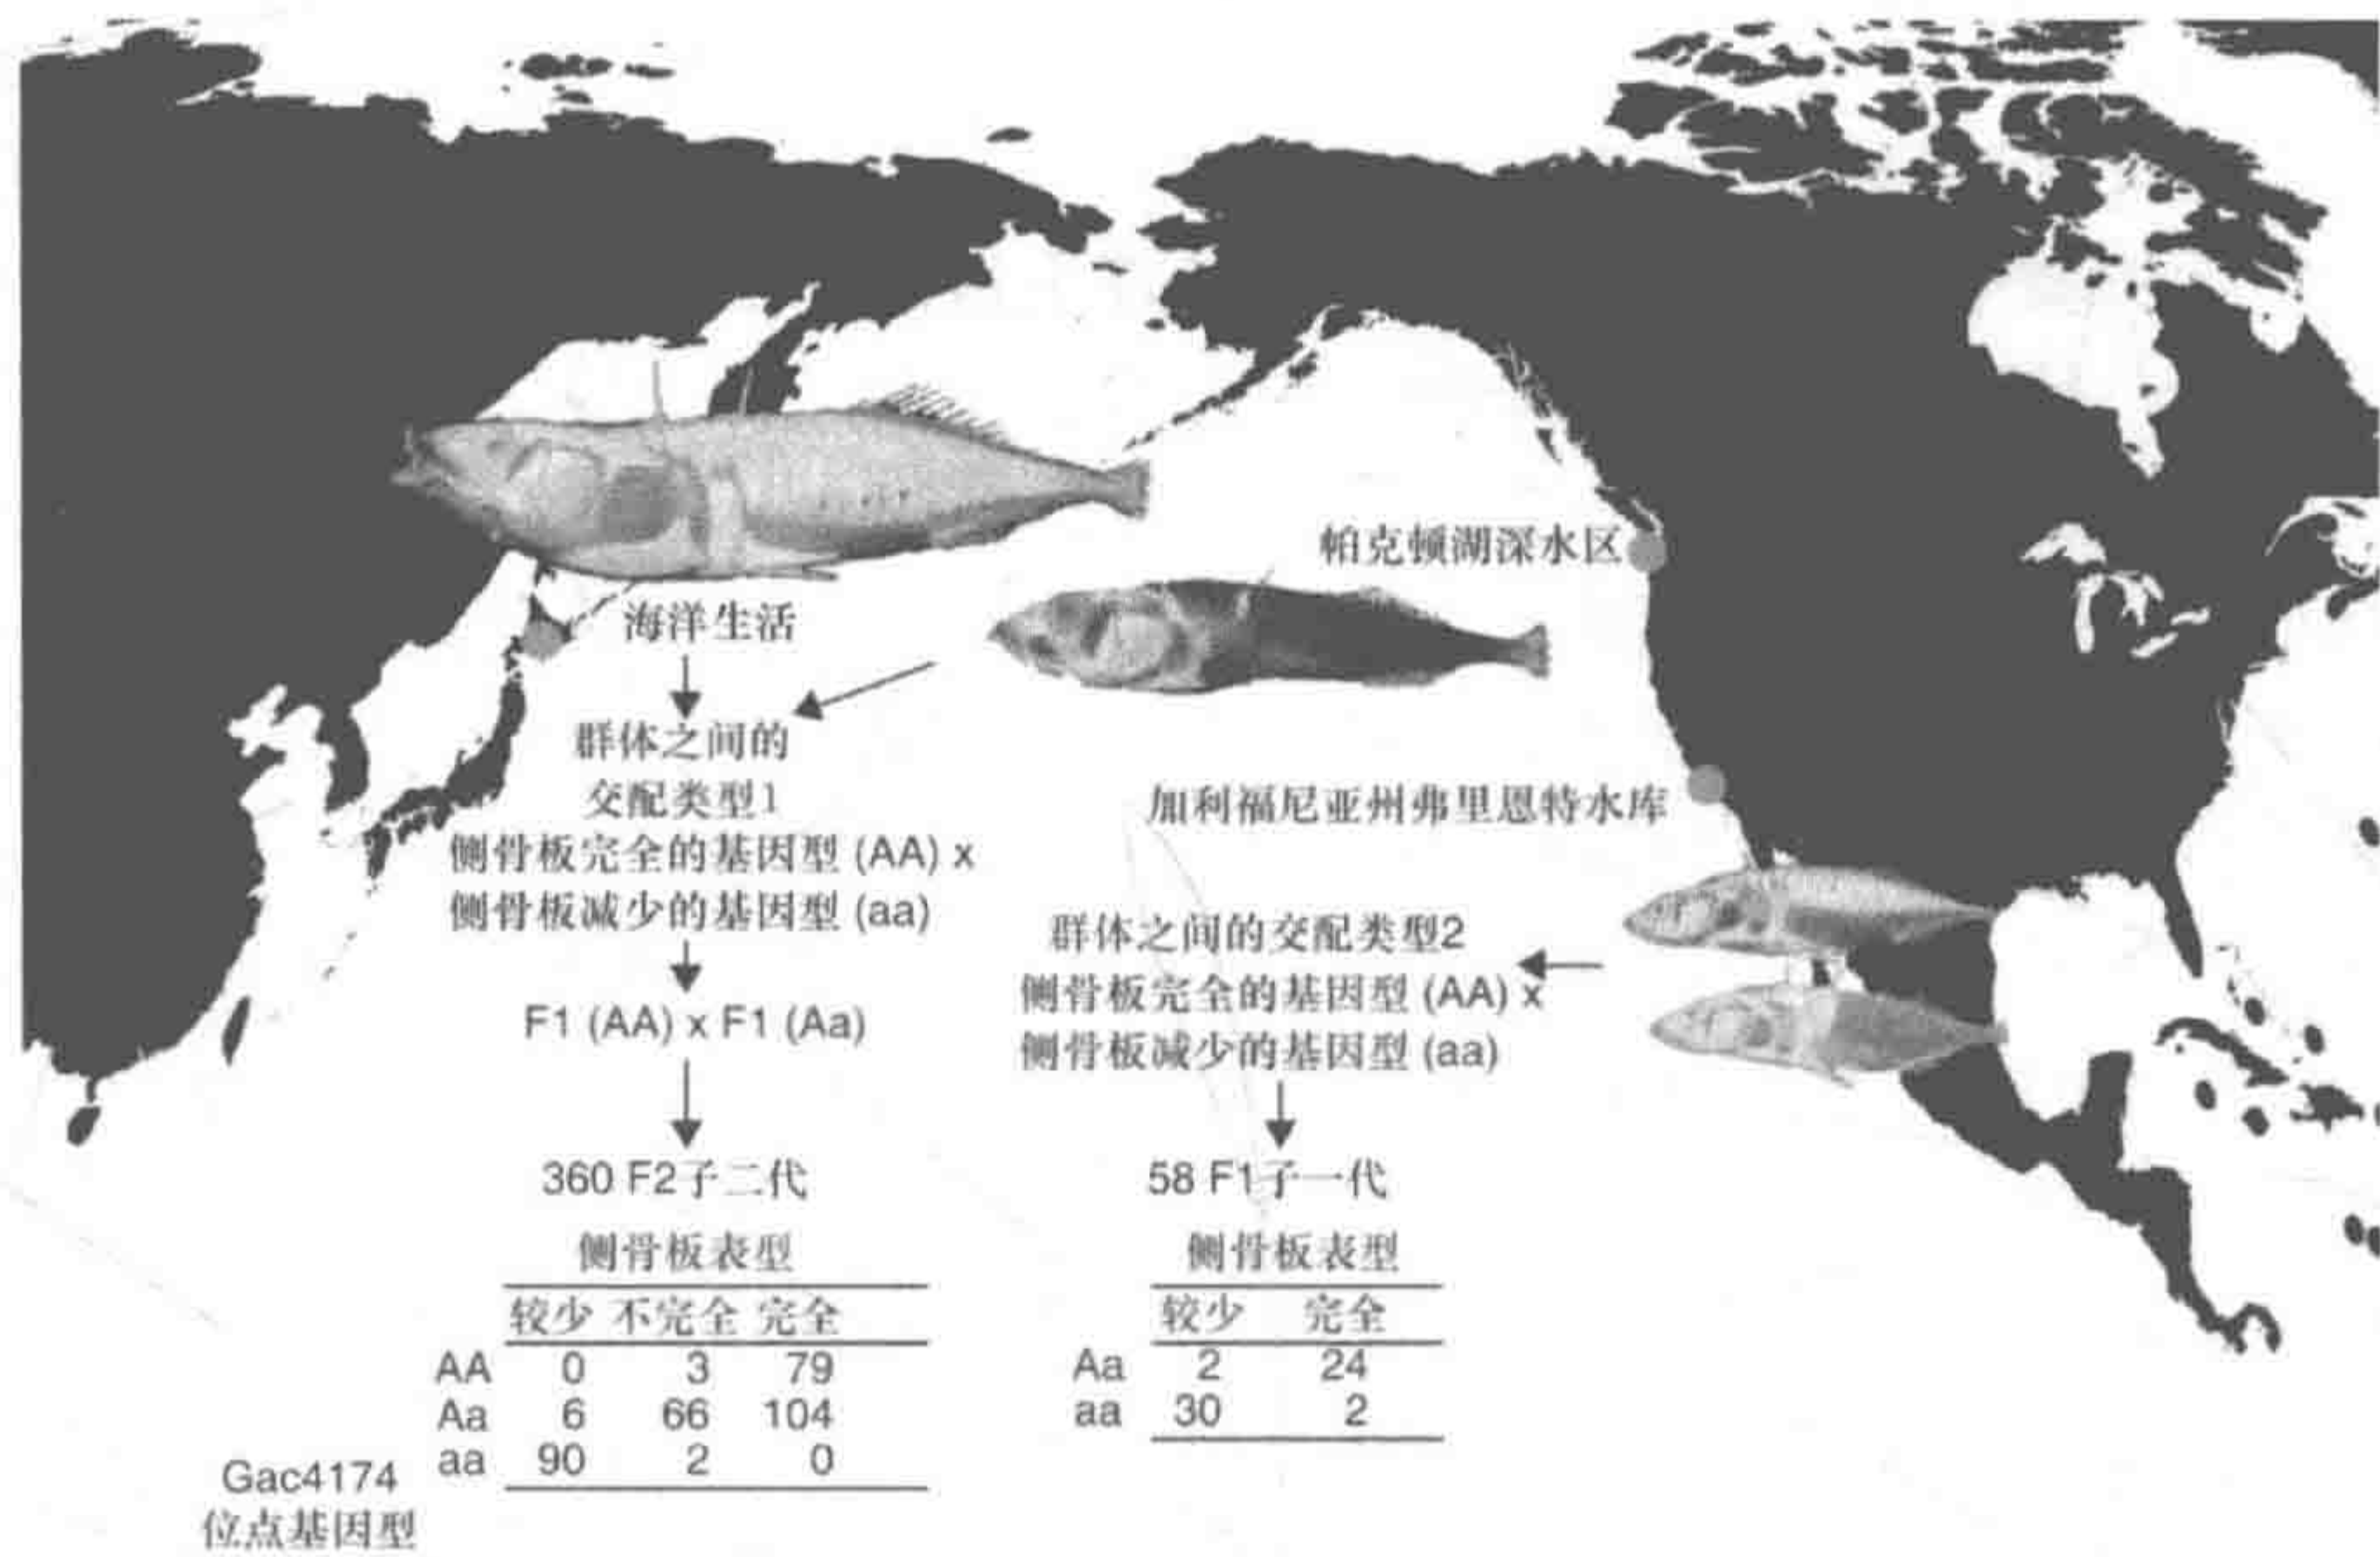 帕克顿湖深水区
海洋生活
群体之间的
交配类型1
侧骨板完全的基因型 (AA) x
侧骨板减少的基因型 (aa)
F1 (AA) x F1 (Aa)
360 F2子二代
侧骨板表型
较少 不完全 完全
AA 0 3 79
Aa 6 66 104
aa 90 2 0
Gac4174
位点基因型
加利福尼亚州弗里恩特水库
群体之间的交配类型2
侧骨板完全的基因型 (AA) x
侧骨板减少的基因型 (aa)
58 F1子一代
侧骨板表型
较少 完全
Aa 2 24
aa 30 2